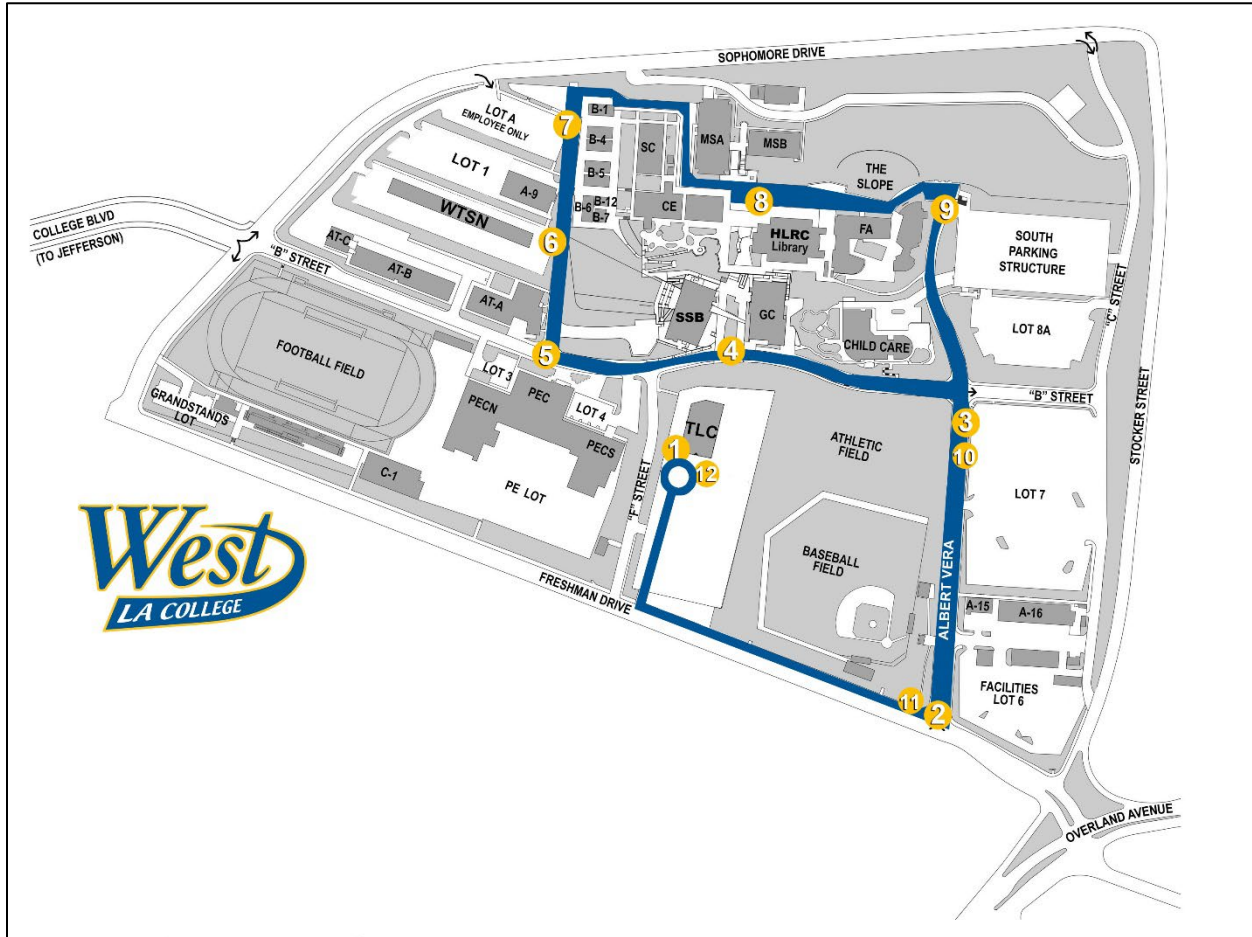 SOPHOMORE DRIVE
LOT A
EMPLOYEE ONLY
7
B-1
MSA
MSB
B-4
SC
LOT 1
B-5
THE
SLOPE
A-9
B-12
B-6
B-7
CE
8
9
WTSN
COLLEGE BLVD
(TO JEFFERSON)
HLRC
Library
FA
6
AT-C
"B" STREET
AT-B
SOUTH
PARKING
STRUCTURE
"C" STREET
AT-A
SSB
GC
LOT 8A
CHILD CARE
FOOTBALL FIELD
5
4
LOT 3
"B" STREET
STOCKER STREET
GRANDSTANDS
LOT
PECN
PEC
LOT 4
TLC
3
ATHLETIC
FIELD
PECS
1
12
10
C-1
PE LOT
"F" STREET
LOT 7
West
LA COLLEGE
FRESHMAN DRIVE
BASEBALL
FIELD
ALBERT VERA
A-15
A-16
FACILITIES
LOT 6
11
2
OVERLAND AVENUE